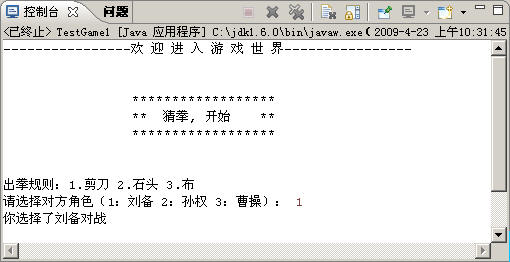 控制台 问题
<已终止> TestGame1 [Java 应用程序] C:\jdk1.6.0\bin\javaw.exe( 2009-4-23 上午10:31:45
----------------欢 迎 进 入 游 戏 世 界----------------
******************
** 猜拳, 开始 **
******************
出拳规则: 1.剪刀 2.石头 3.布
请选择对方角色（1: 刘备 2: 孙权 3: 曹操）: 1
你选择了刘备对战